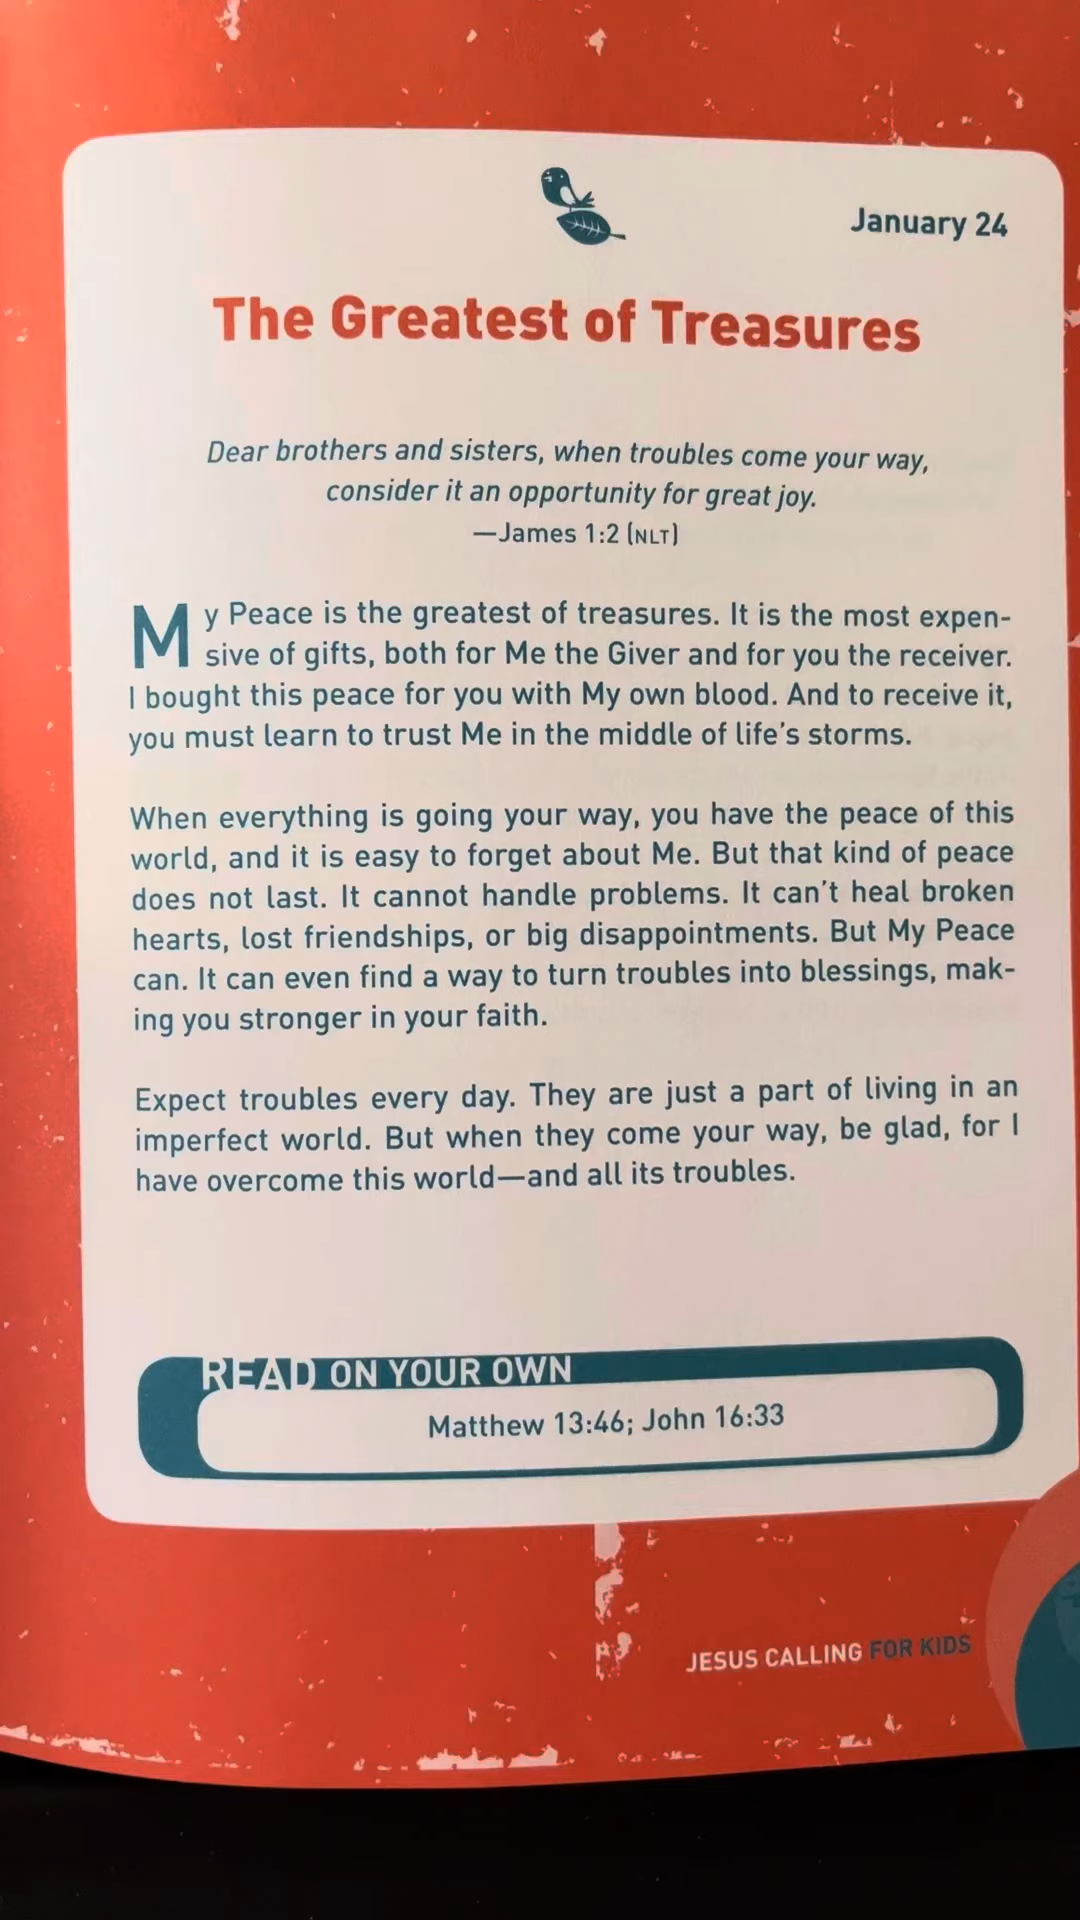 January 24
The Greatest of Treasures
Dear brothers and sisters, when troubles come your way,
consider it an opportunity for great joy.
—James 1:2 (NLT)
My Peace is the greatest of treasures. It is the most expen-
sive of gifts, both for Me the Giver and for you the receiver.
I bought this peace for you with My own blood. And to receive it,
you must learn to trust Me in the middle of life's storms.
When everything is going your way, you have the peace of this
world, and it is easy to forget about Me. But that kind of peace
does not last. It cannot handle problems. It can't heal broken
hearts, lost friendships, or big disappointments. But My Peace
can. It can even find a way to turn troubles into blessings, mak-
ing you stronger in your faith.
Expect troubles every day. They are just a part of living in an
imperfect world. But when they come your way, be glad, for I
have overcome this world—and all its troubles.
READ ON YOUR OWN
Matthew 13:46; John 16:33
JESUS CALLING FOR KIDS